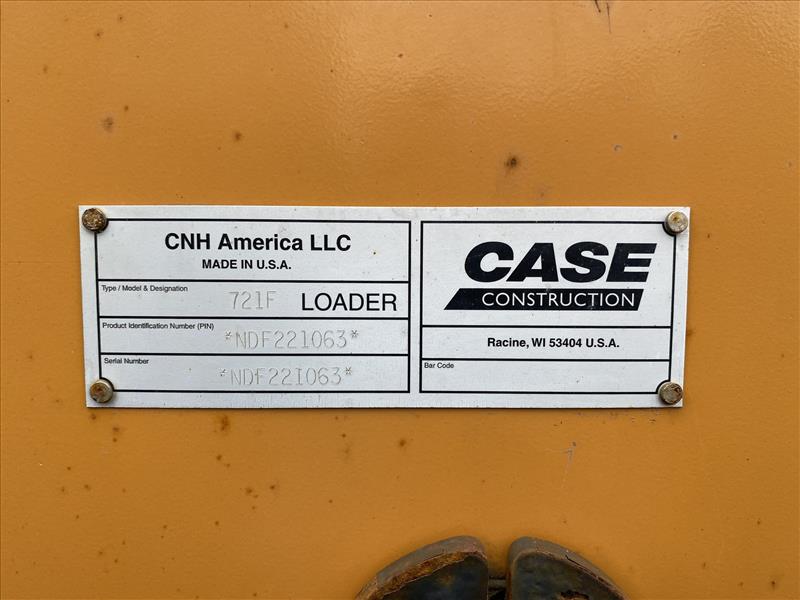 CNH America LLC
MADE IN U.S.A.
Type / Model & Designation
721F LOADER
Product Identification Number (PIN)
*NDF221063*
Serial Number
*NDF221063*
CASE
CONSTRUCTION
Racine, WI 53404 U.S.A.
Bar Code